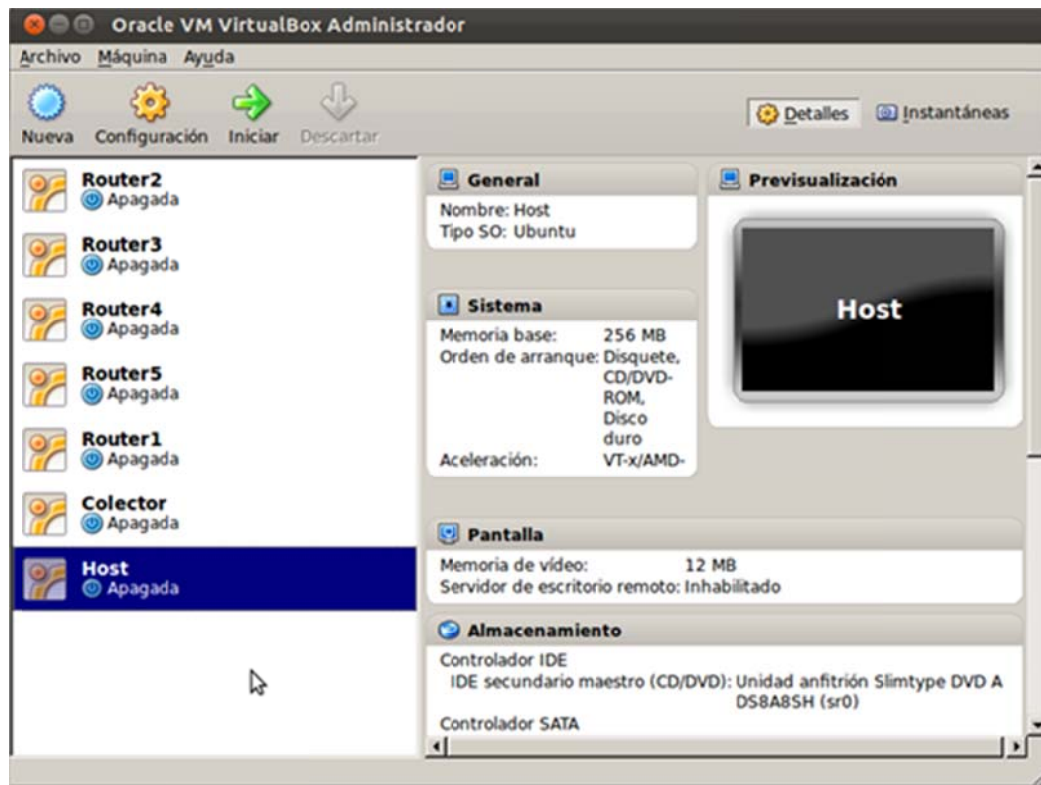 Oracle VM VirtualBox Administrador
Archivo Máquina Ayuda
Nueva Configuración Iniciar Descartar
Detalles Instantáneas
Router2
Apagada
Router3
Apagada
Router4
Apagada
Router5
Apagada
Router1
Apagada
Colector
Apagada
Host
Apagada
General
Nombre: Host
Tipo SO: Ubuntu
Sistema
Memoria base: 256 MB
Orden de arranque: Disquete,
CD/DVD-
ROM,
Disco
duro
Aceleración: VT-x/AMD-
Previsualización
Host
Pantalla
Memoria de vídeo: 12 MB
Servidor de escritorio remoto: Inhabilitado
Almacenamiento
Controlador IDE
IDE secundario maestro (CD/DVD): Unidad anfitrión Slimtype DVD A
DS8A8SH (sr0)
Controlador SATA